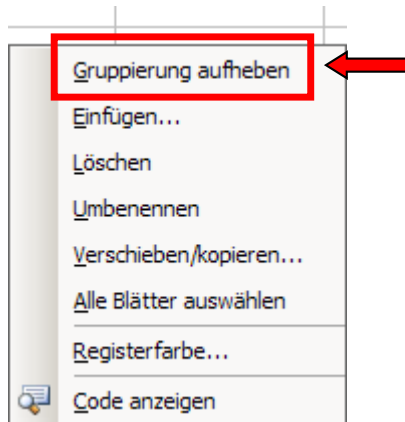 Gruppierung aufheben
Einfügen...
Löschen
Umbenennen
Verschieben/kopieren...
Alle Blätter auswählen
Registerfarbe...
Code anzeigen